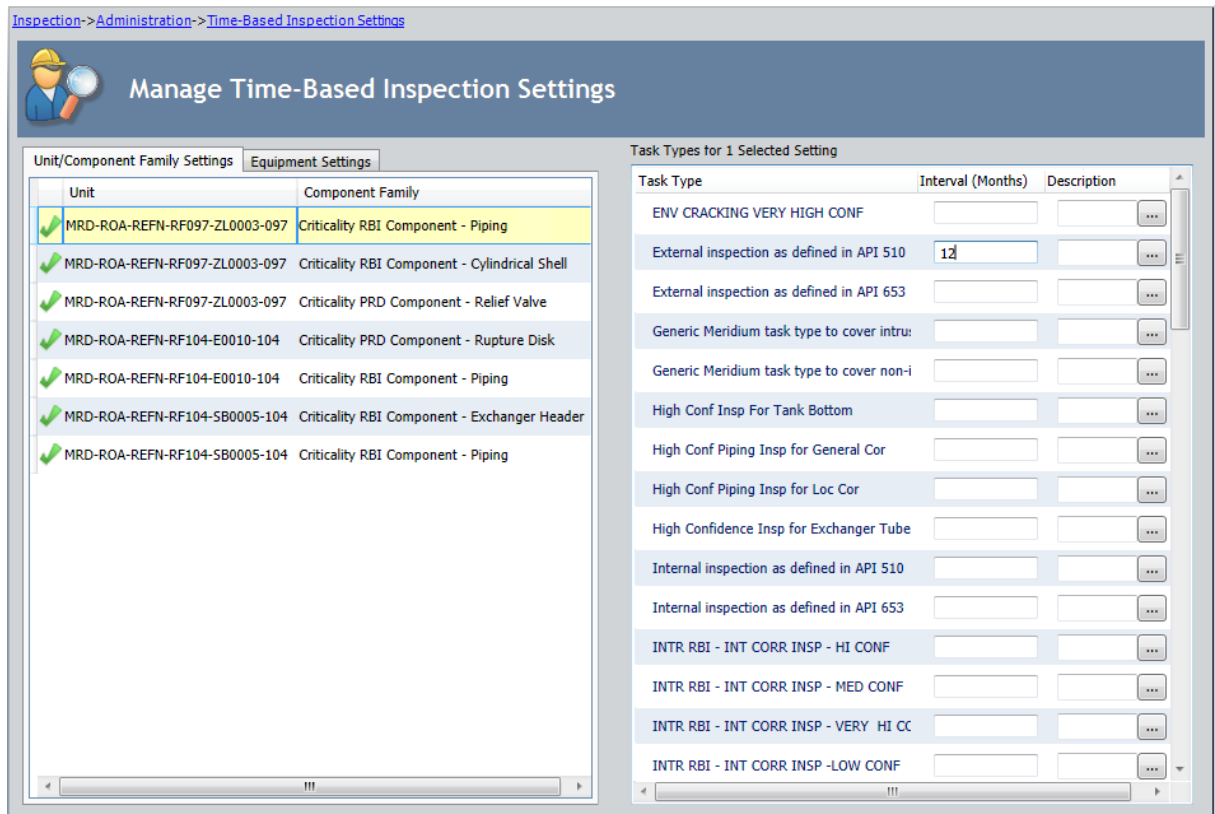 Inspection->Administration->Time-Based Inspection Settings
Manage Time-Based Inspection Settings
Unit/Component Family Settings Equipment Settings
Unit Component Family
MRD-ROA-REFN-RF097-ZL0003-097 Criticality RBI Component - Piping
MRD-ROA-REFN-RF097-ZL0003-097 Criticality RBI Component - Cylindrical Shell
MRD-ROA-REFN-RF097-ZL0003-097 Criticality PRD Component - Relief Valve
MRD-ROA-REFN-RF104-E0010-104 Criticality PRD Component - Rupture Disk
MRD-ROA-REFN-RF104-E0010-104 Criticality RBI Component - Piping
MRD-ROA-REFN-RF104-SB0005-104 Criticality RBI Component - Exchanger Header
MRD-ROA-REFN-RF104-SB0005-104 Criticality RBI Component - Piping
Task Types for 1 Selected Setting
Task Type Interval (Months) Description
ENV CRACKING VERY HIGH CONF ...
External inspection as defined in API 510 12 ...
External inspection as defined in API 653 ...
Generic Meridium task type to cover intru ...
Generic Meridium task type to cover non-i ...
High Conf Insp For Tank Bottom ...
High Conf Piping Insp for General Cor ...
High Conf Piping Insp for Loc Cor ...
High Confidence Insp for Exchanger Tube ...
Internal inspection as defined in API 510 ...
Internal inspection as defined in API 653 ...
INTR RBI - INT CORR INSP - HI CONF ...
INTR RBI - INT CORR INSP - MED CONF ...
INTR RBI - INT CORR INSP - VERY HI CC ...
INTR RBI - INT CORR INSP -LOW CONF ...